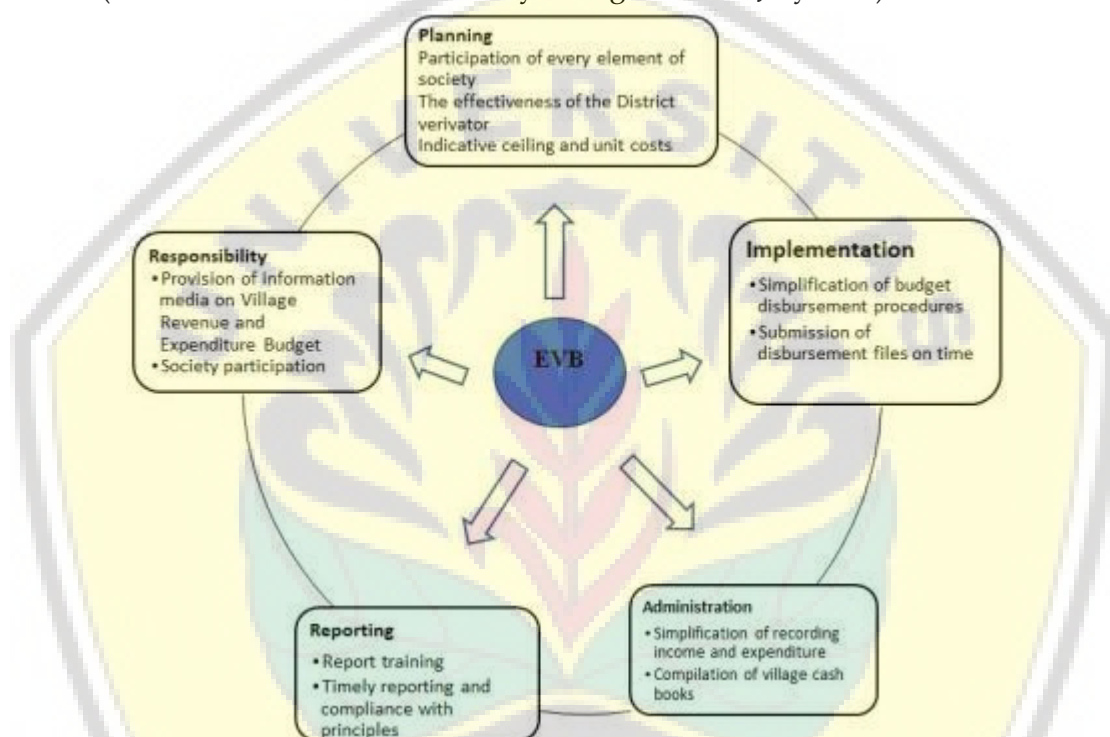 Planning
Participation of every element of
society
The effectiveness of the District
verivator
Indicative ceiling and unit costs
Responsibility
•Provision of information
media on Village
Revenue and
Expenditure Budget
•Society participation
Implementation
•Simplification of budget
disbursement procedures
•Submission of
disbursement files on time
EVB
Reporting
•Report training
•Timely reporting and
compliance with
principles
Administration
•Simplification of recording
income and expenditure
•Compilation of village cash
books
UNIVERSITAS